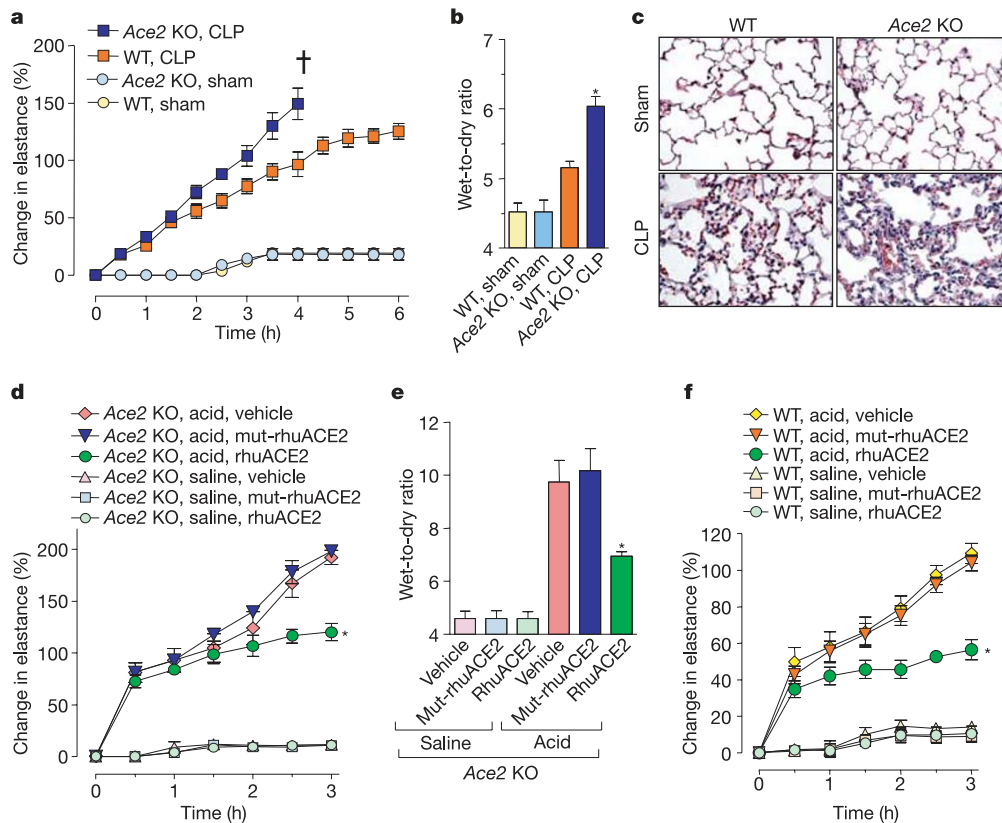 a
Ace2 KO, CLP
WT, CLP
Ace2 KO, sham
WT, sham
†
Change in elastance (%)
200
150
100
50
0
0 1 2 3 4 5 6
Time (h)
b
Wet-to-dry ratio
7
6
5
4
*
WT, sham
Ace2 KO, sham
WT, CLP
Ace2 KO, CLP
c
WT Ace2 KO
Sham
CLP
d
Ace2 KO, acid, vehicle
Ace2 KO, acid, mut-rhuACE2
Ace2 KO, acid, rhuACE2
Ace2 KO, saline, vehicle
Ace2 KO, saline, mut-rhuACE2
Ace2 KO, saline, rhuACE2
Change in elastance (%)
200
150
100
50
0
*
0 1 2 3
Time (h)
e
Wet-to-dry ratio
12
10
8
6
4
*
Vehicle
Mut-rhuACE2
RhuACE2
Vehicle
Mut-rhuACE2
RhuACE2
Saline Acid
Ace2 KO
f
WT, acid, vehicle
WT, acid, mut-rhuACE2
WT, acid, rhuACE2
WT, saline, vehicle
WT, saline, mut-rhuACE2
WT, saline, rhuACE2
Change in elastance (%)
120
100
80
60
40
20
0
*
0 1 2 3
Time (h)